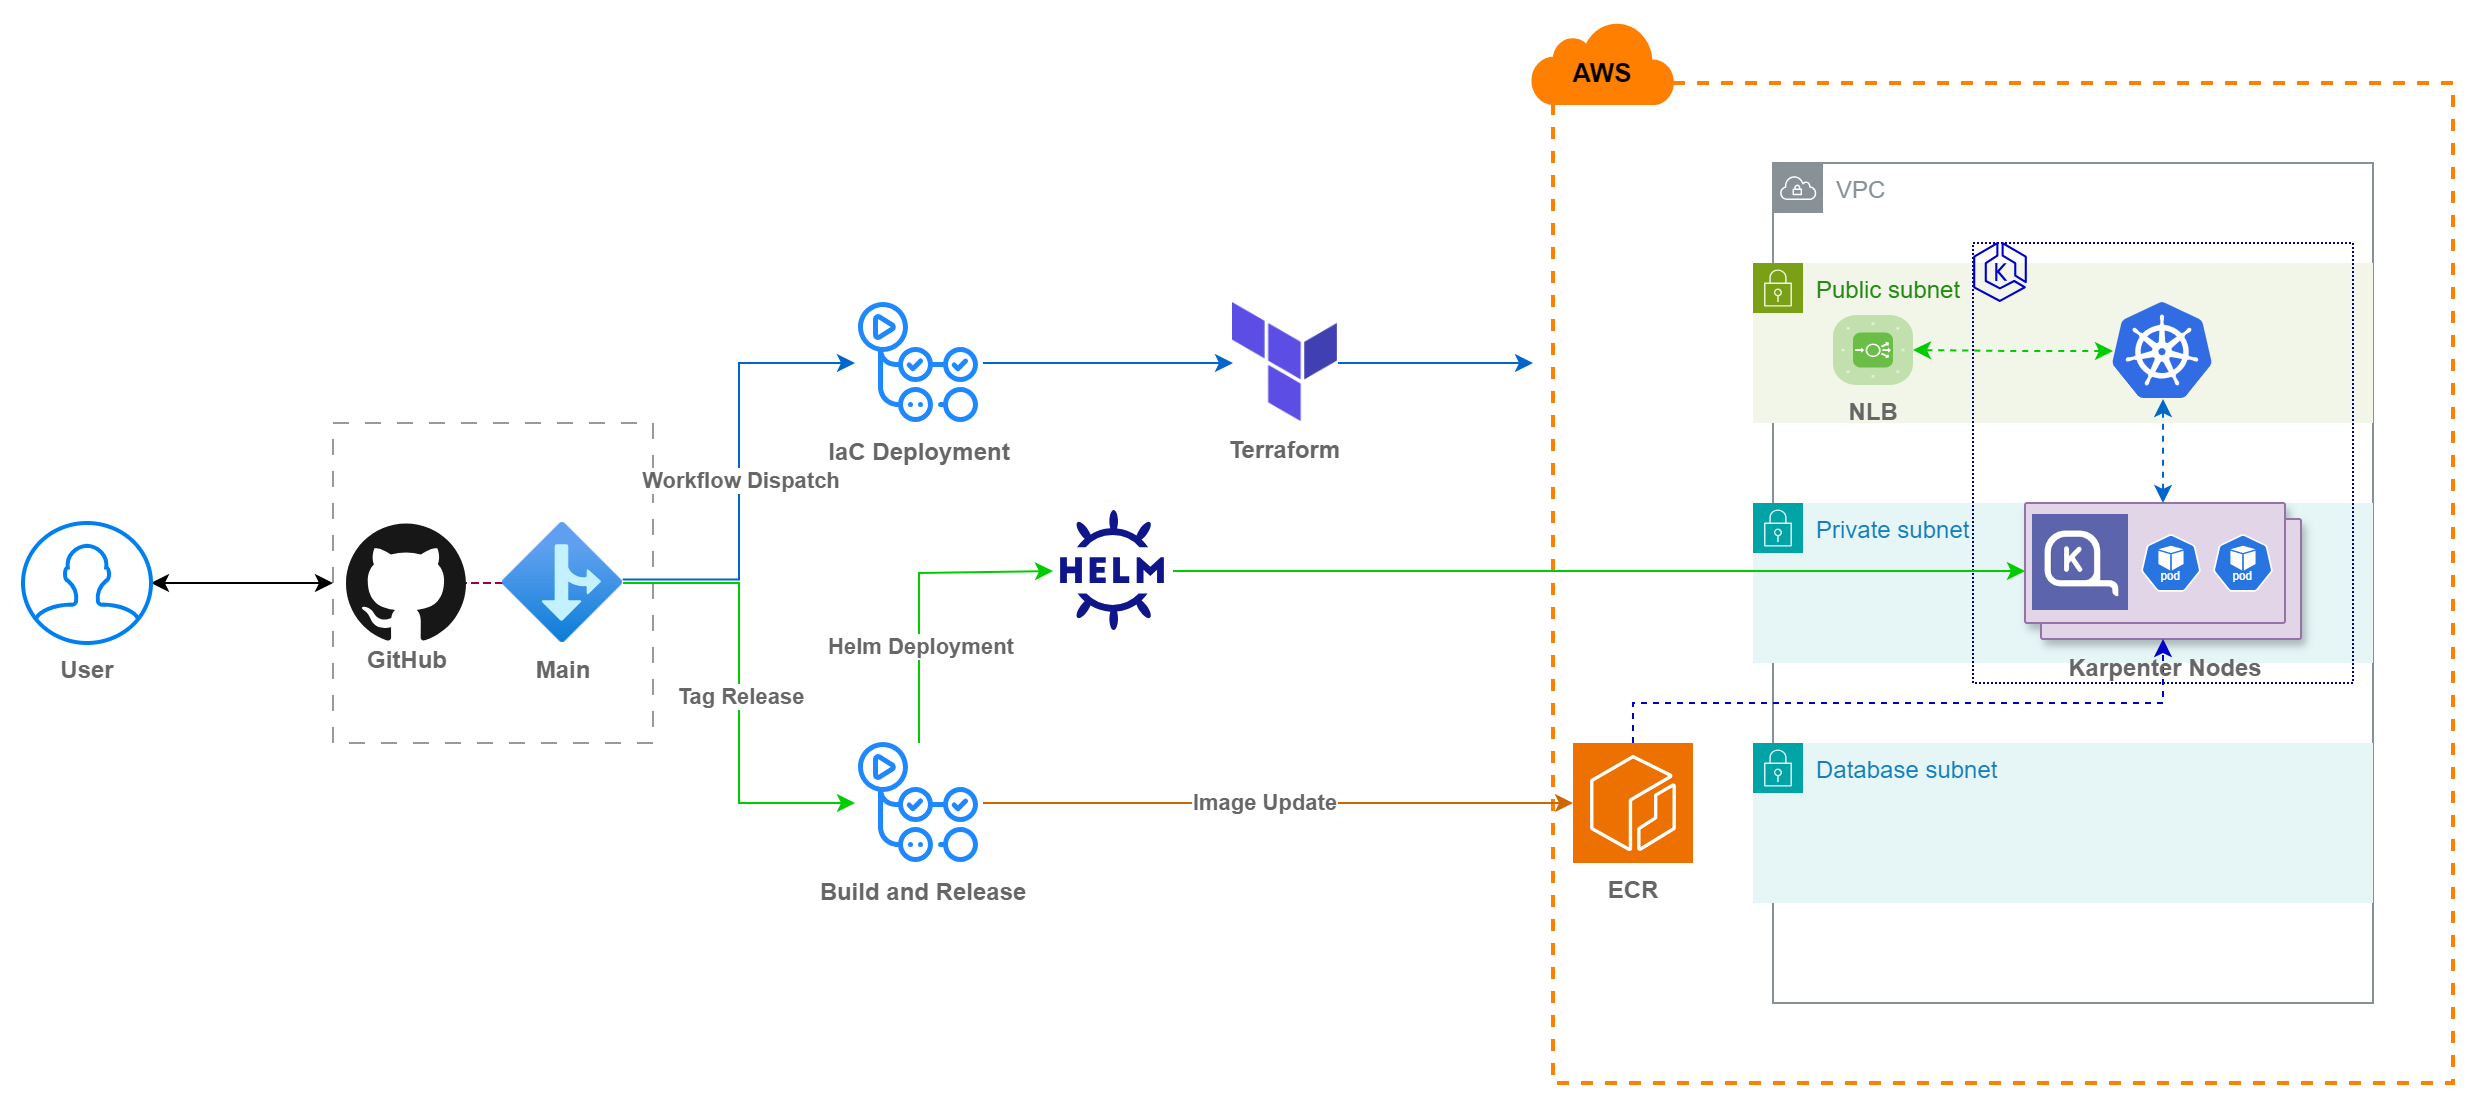 AWS
VPC
Public subnet
NLB
IaC Deployment
Terraform
Workflow Dispatch
Private subnet
K
K
pod
pod
HELM
User
GitHub
Main
Helm Deployment
Karpenter Nodes
Tag Release
Database subnet
Image Update
Build and Release
ECR